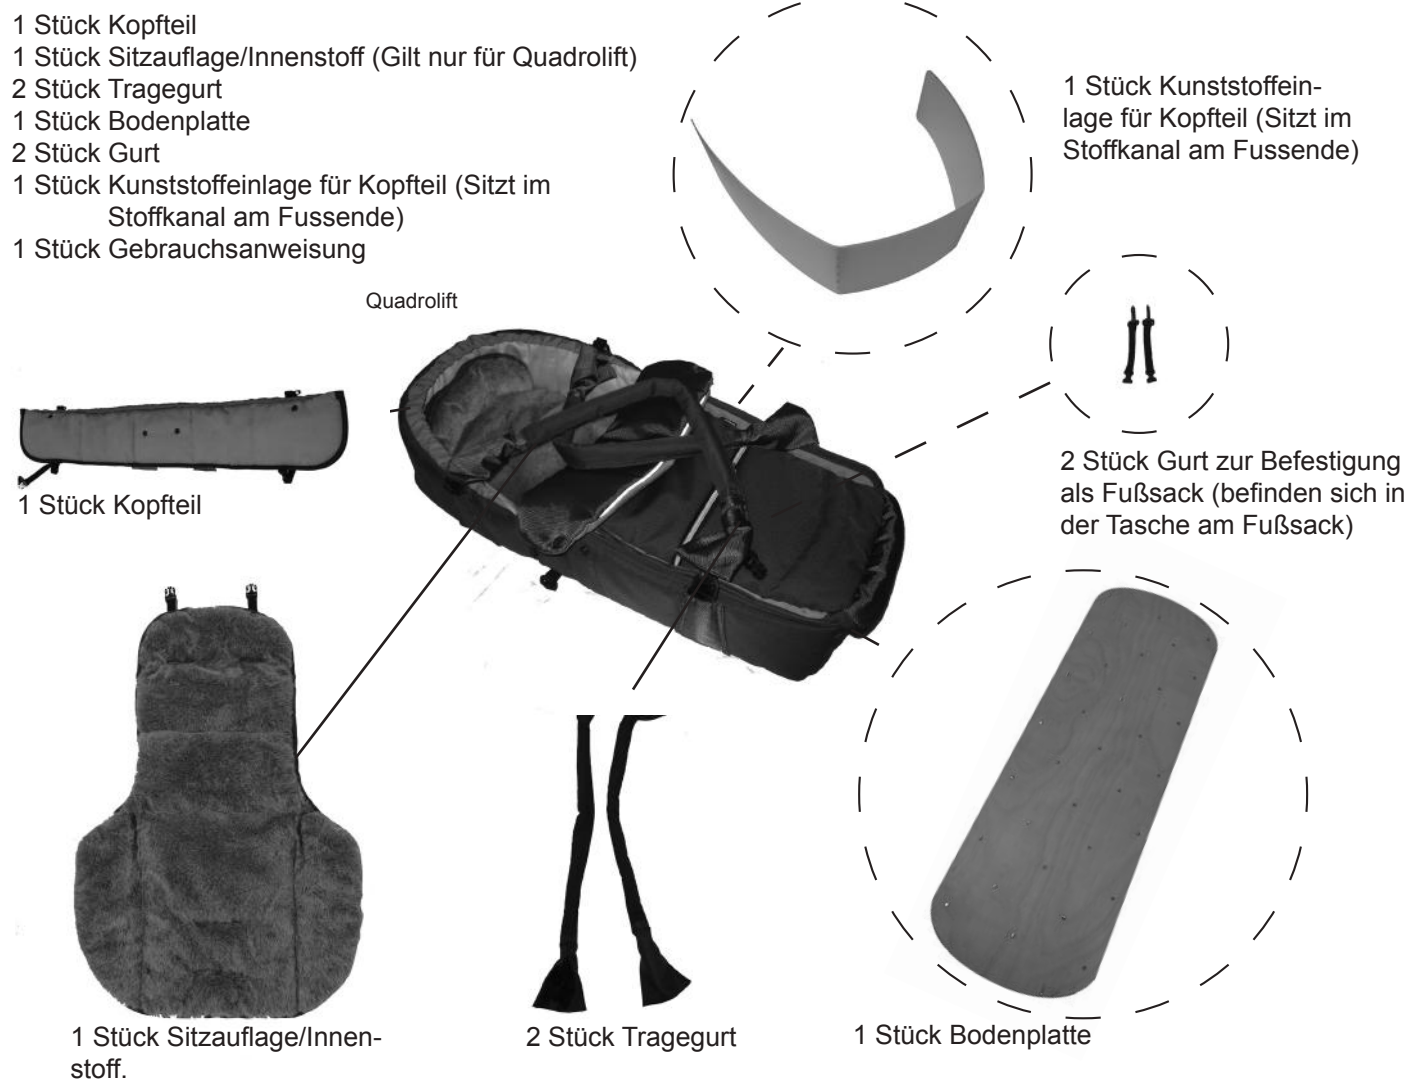 1 Stück Kopfteil
1 Stück Sitzauflage/Innenstoff (Gilt nur für Quadrolift)
2 Stück Tragegurt
1 Stück Bodenplatte
2 Stück Gurt
1 Stück Kunststoffeinlage für Kopfteil (Sitzt im
Stoffkanal am Fussende)
1 Stück Gebrauchsanweisung
1 Stück Kunststoffein-
lage für Kopfteil (Sitzt im
Stoffkanal am Fussende)
Quadrolift
1 Stück Kopfteil
2 Stück Gurt zur Befestigung
als Fußsack (befinden sich in
der Tasche am Fußsack)
1 Stück Sitzauflage/Innen-
stoff.
2 Stück Tragegurt
1 Stück Bodenplatte